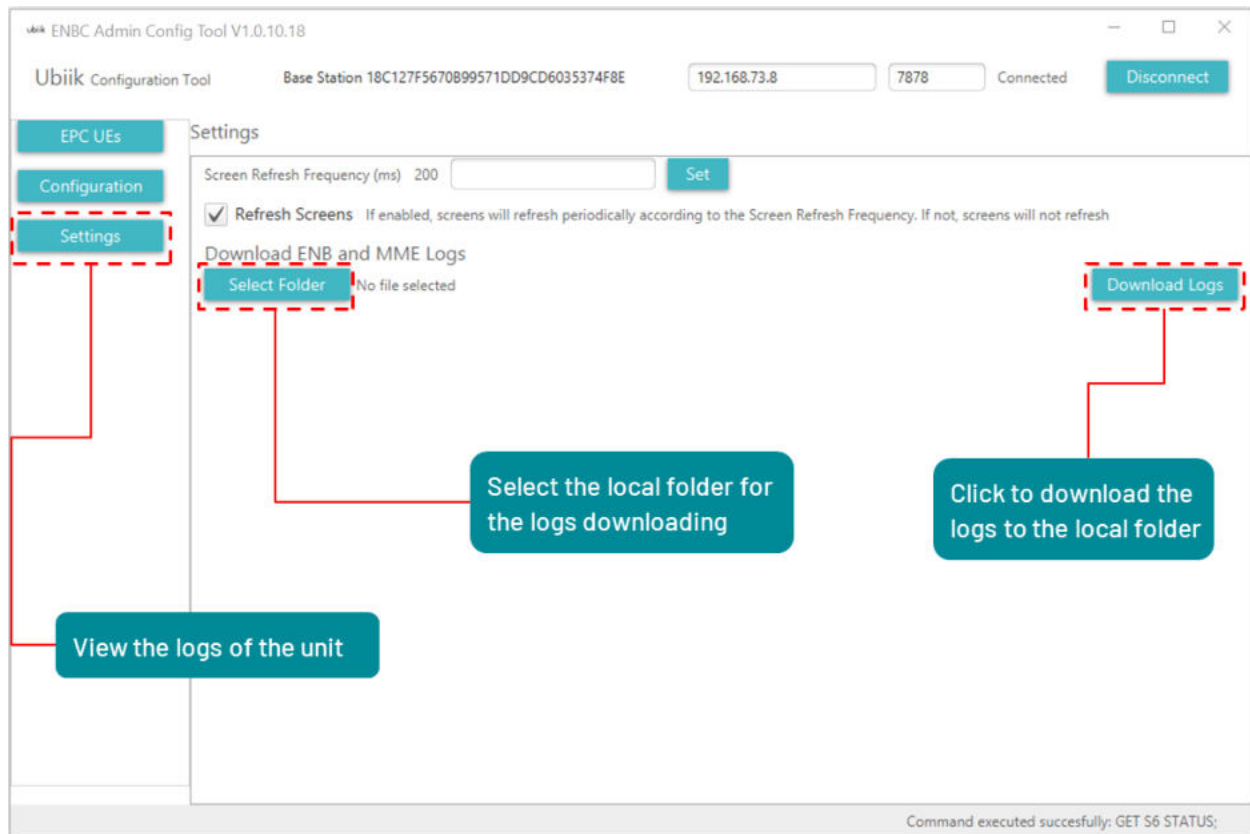 ubiik ENBC Admin Config Tool V1.0.10.18
Ubiik Configuration Tool Base Station 18C127F5670B99571DD9CD6035374F8E 192.168.73.8 7878 Connected Disconnect
EPC UEs
Configuration
Settings
Settings
Screen Refresh Frequency (ms) 200 Set
Refresh Screens If enabled, screens will refresh periodically according to the Screen Refresh Frequency. If not, screens will not refresh
Download ENB and MME Logs
Select Folder No file selected Download Logs
Select the local folder for
the logs downloading
Click to download the
logs to the local folder
View the logs of the unit
Command executed succesfully: GET S6 STATUS;